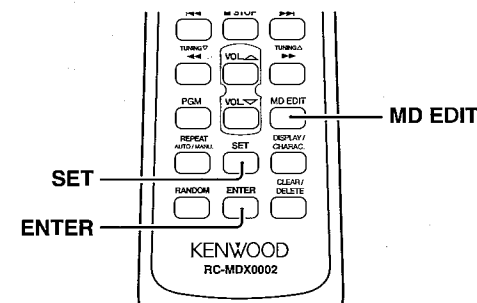 ◀◀ ■ STOP ▶▶
TUNING ▽ TUNING △
◀◀ VOL. △ ▶▶
PGM VOL. ▽ MD EDIT
MD EDIT
REPEAT DISPLAY /
AUTO / MANU. SET CHARAC.
SET
CLEAR /
RANDOM ENTER DELETE
ENTER
KENWOOD
RC-MDX0002